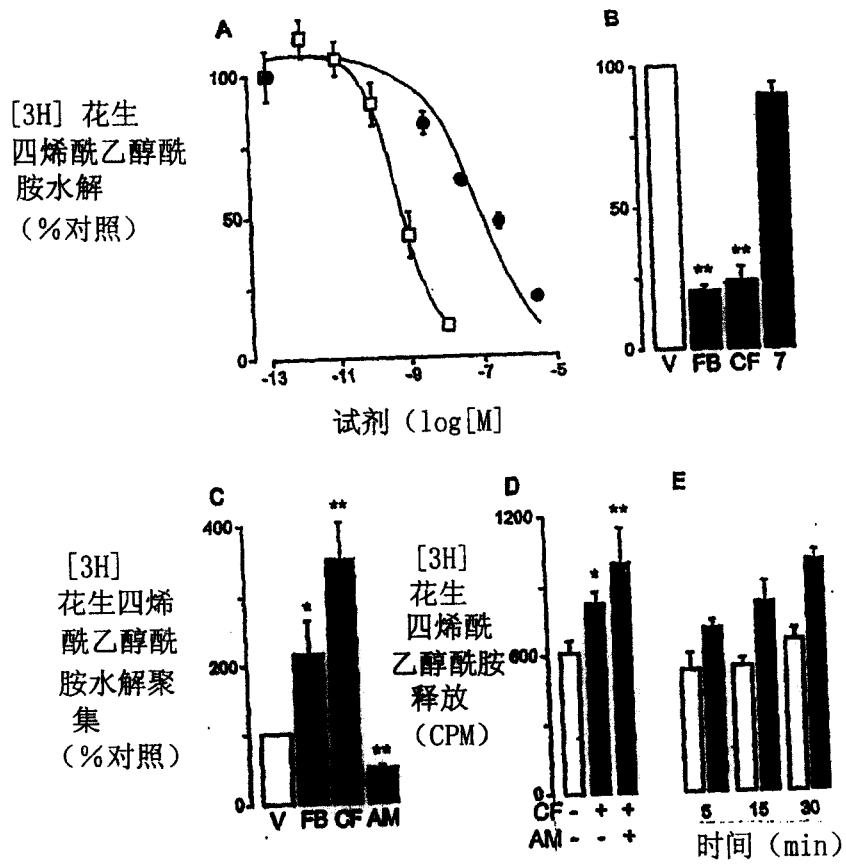 A
[3H] 花生
四烯酰乙醇酰
胺水解
（%对照）
100
50
0
-13 -11 -9 -7 -5
试剂（log[M]
B
100
50
0
**
**
V FB CF 7
C
[3H]
花生四烯
酰乙醇酰
胺水解聚
集
（%对照）
400
200
0
*
**
**
V FB CF AM
D
[3H]
花生
四烯酰
乙醇酰胺
释放
（CPM）
1200
600
0
*
**
CF - + +
AM - - +
E
5 15 30
时间（min）